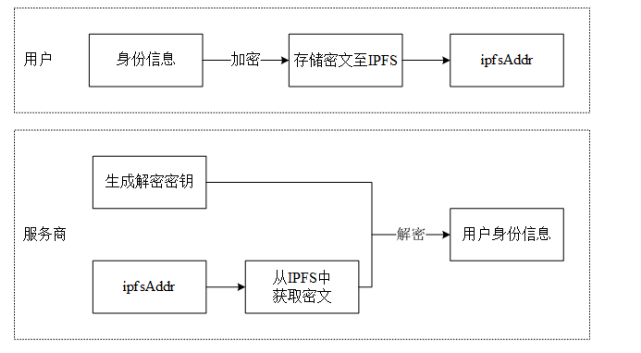 用户
身份信息
加密
存储密文至IPFS
ipfsAddr
生成解密密钥
服务商
解密
用户身份信息
ipfsAddr
从IPFS中
获取密文